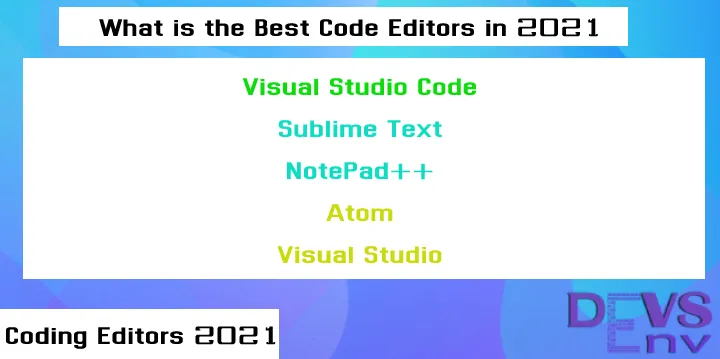 What is the Best Code Editors in 2021
Visual Studio Code
Sublime Text
NotePad++
Atom
Visual Studio
Coding Editors 2021
DEVS
Env